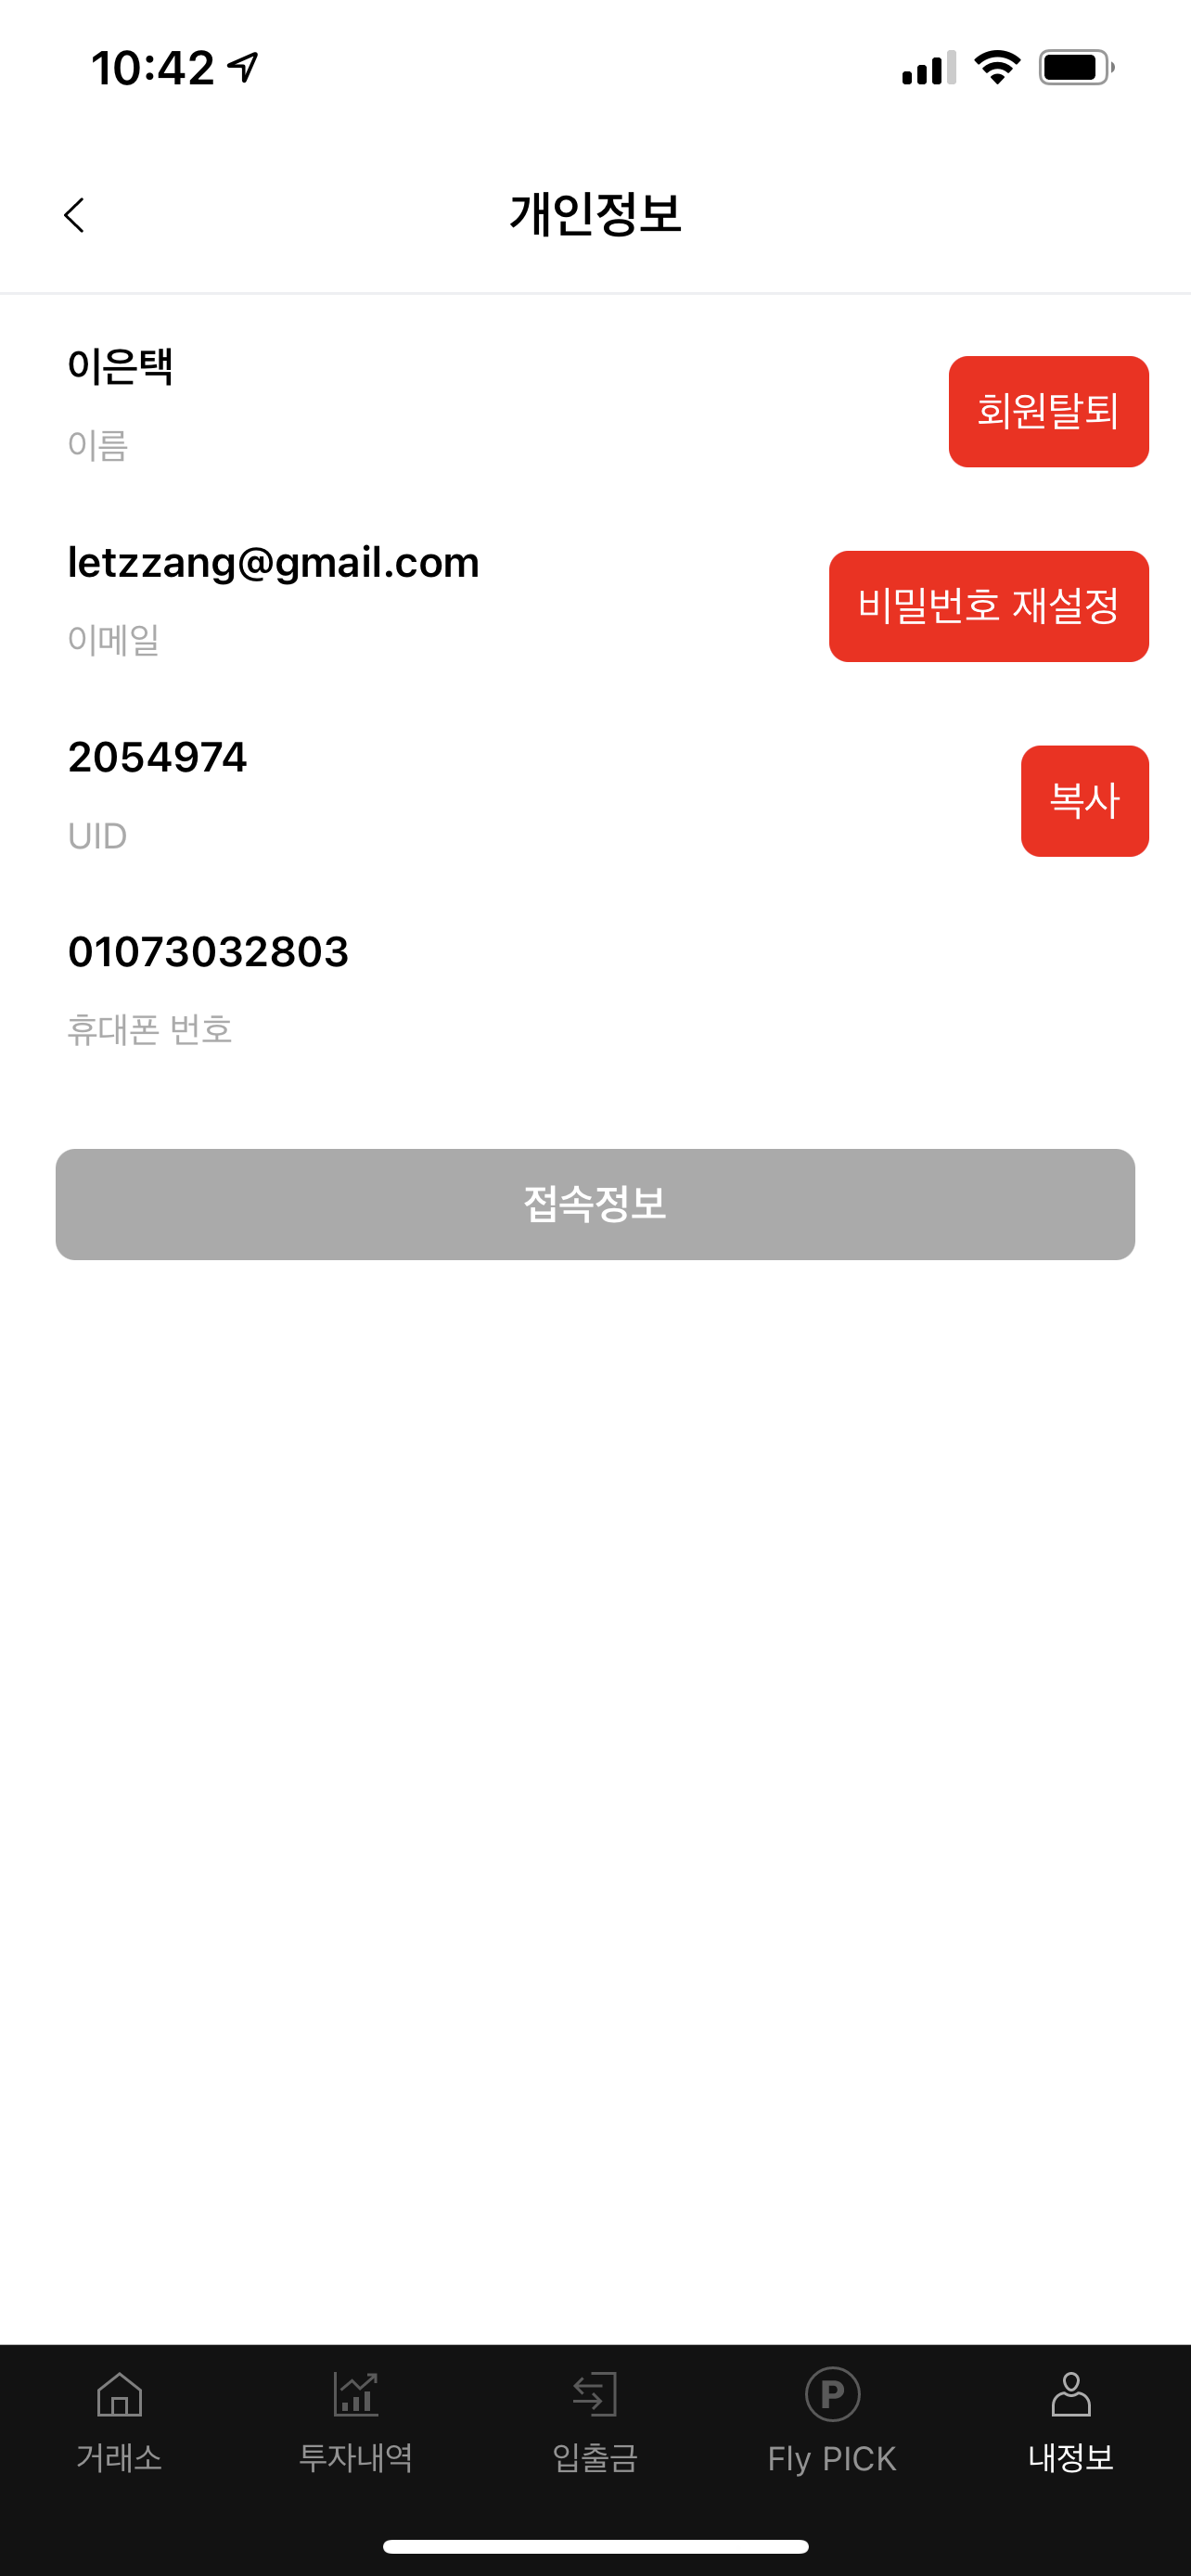 10:42
개인정보
이은택
이름
회원탈퇴
letzzang@gmail.com
이메일
비밀번호 재설정
2054974
UID
복사
01073032803
휴대폰 번호
접속정보
거래소
투자내역
입출금
P
Fly PICK
내정보